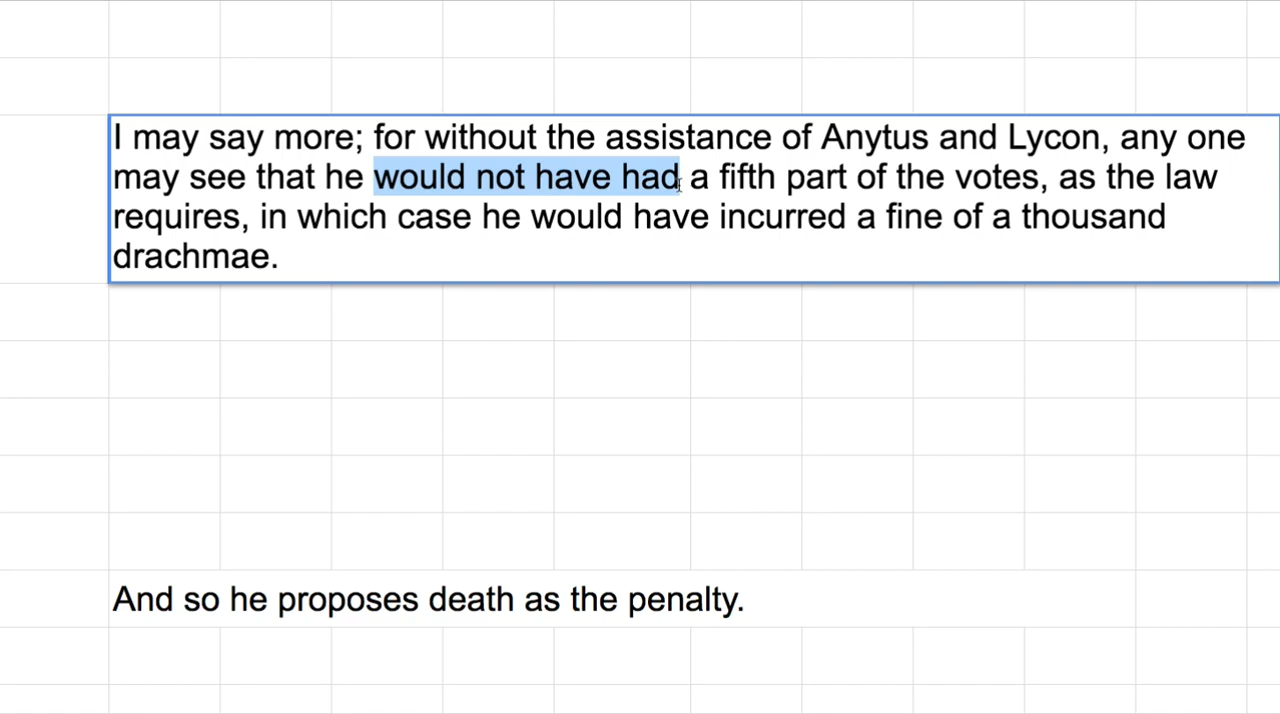 I may say more; for without the assistance of Anytus and Lycon, any one
may see that he would not have had a fifth part of the votes, as the law
requires, in which case he would have incurred a fine of a thousand
drachmae.
And so he proposes death as the penalty.